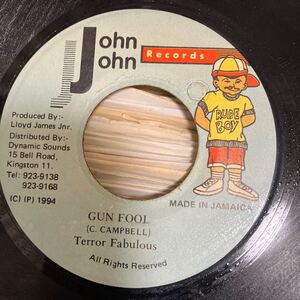 John
John
Records
Produced By:-
Lloyd James Jnr.
Distributed By:-
Dynamic Sounds
15 Bell Road,
Kingston 11.
Tel: 923-9138
923-9168
(C) (P) 1994
RUDE
BOY
MADE IN JAMAICA
GUN FOOL
(C. CAMPBELL)
Terror Fabulous
All Rights Reserved